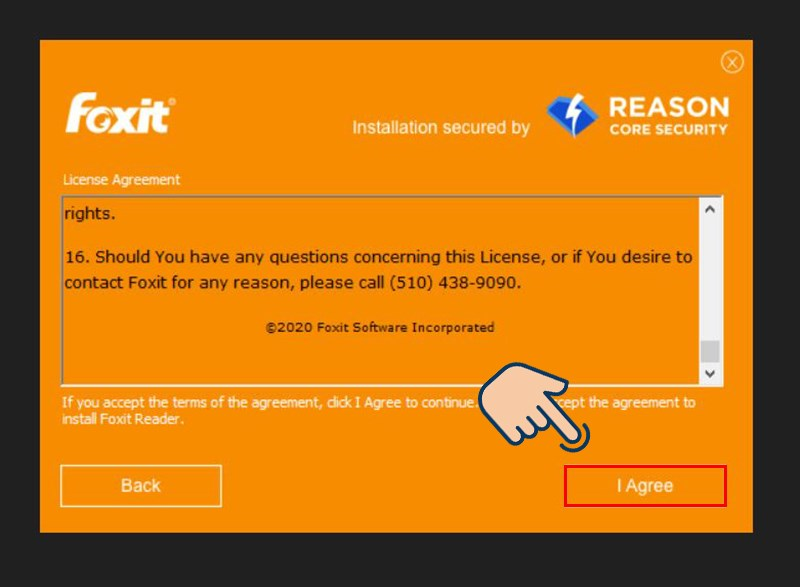 Foxit®
Installation secured by
REASON
CORE SECURITY
License Agreement
rights.
16. Should You have any questions concerning this License, or if You desire to
contact Foxit for any reason, please call (510) 438-9090.
©2020 Foxit Software Incorporated
If you accept the terms of the agreement, click I Agree to continue. the agreement to
install Foxit Reader.
Back
I Agree